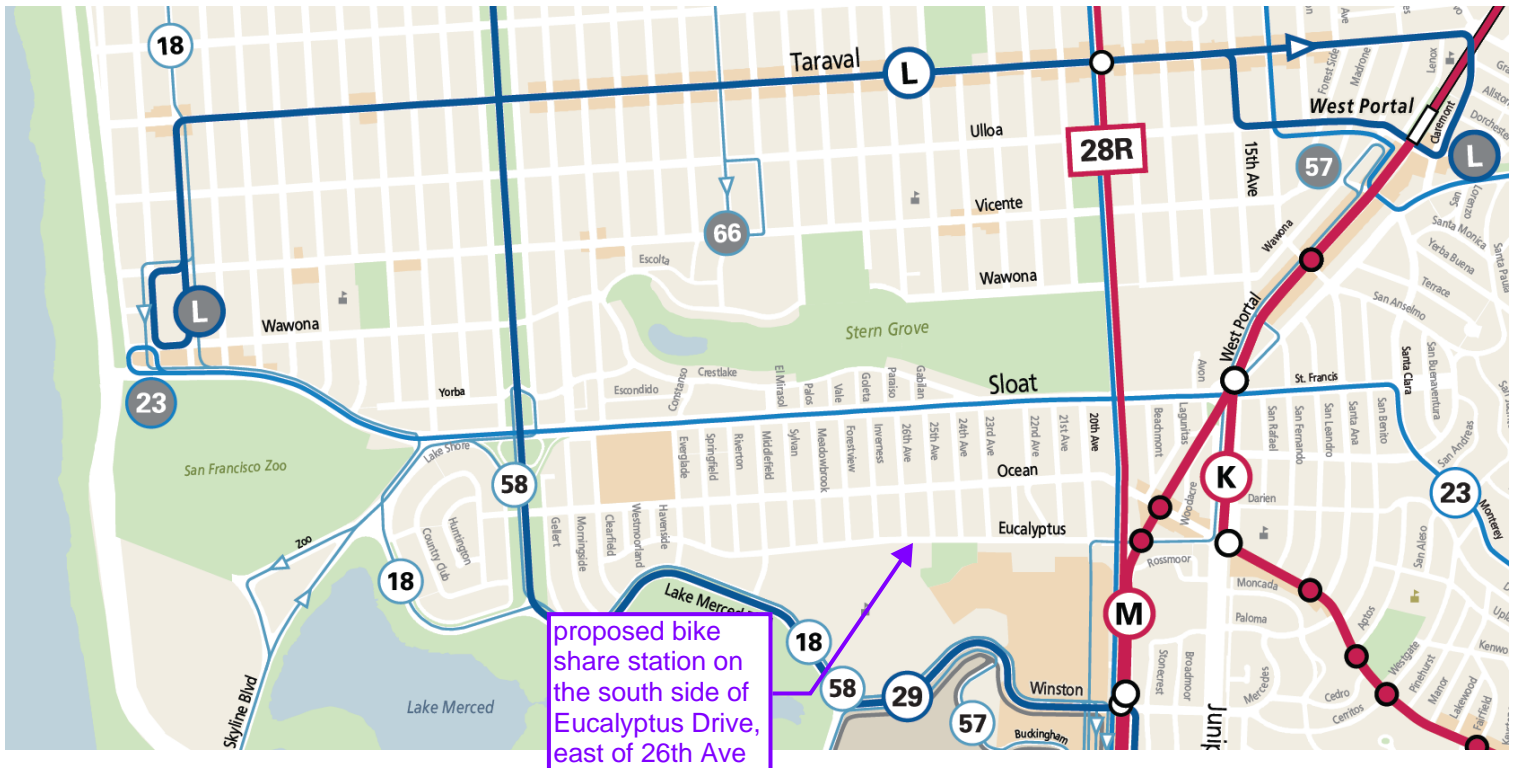 18
Taraval
L
Forest Side
Madrone
Lenox
Ave
Allston
Dorchester
West Portal
Claremont
Ulloa
28R
15th Ave
57
L
San Lorenzo
Vicente
66
Santa Monica
Yerba Buena
Terrace
Santa Paula
San Anselmo
Escolta
Wawona
Wawona
L
Wawona
Stern Grove
West Portal
23
Yorba
Escondido
Constanso
Crestlake
El Mirasol
Palos
Vale
Goleta
Paraiso
Gabilan
Sloat
Avon
St. Francis
Santa Clara
San Buenaventura
San Andreas
San Francisco Zoo
Lake Shore
58
Everglade
Springfield
Riverton
Middlefield
Sylvan
Meadowbrook
Forestview
Inverness
26th Ave
25th Ave
24th Ave
23rd Ave
22nd Ave
21st Ave
20th Ave
Beachmont
Lagunitas
San Rafael
San Fernando
San Leandro
Santa Ana
San Benito
Ocean
K
Darien
23
Monterey
Woodacre
Eucalyptus
Rossmoor
Zoo
Country Club
Huntington
Gellert
Morningside
Clearfield
Westmoorland
Havenside
18
Lake Merced
Moncada
Paloma
Aptos
San Aleso
M
18
58
29
57
Winston
Buckingham
Stonecrest
Broadmoor
Mercedes
Cedro
Cerritos
Westgate
Pinehurst
Manor
Lakewood
Fairfield
Lake Merced
Skyline Blvd
proposed bike
share station on
the south side of
Eucalyptus Drive,
east of 26th Ave